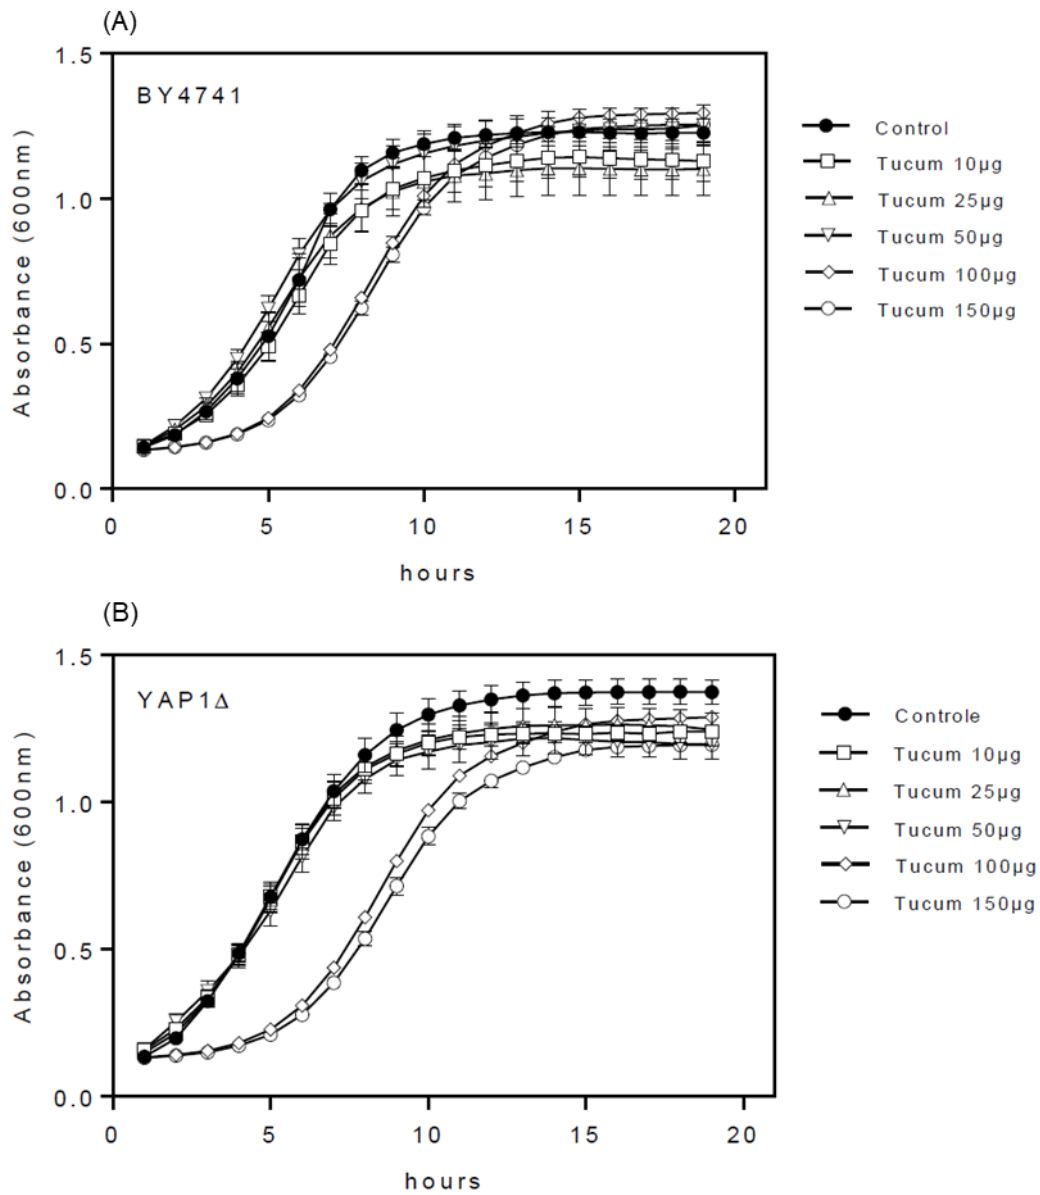 (A)
1.5
BY4741
1.0
0.5
0.0
Absorbance (600nm)
0
5
10
15
20
hours
Control
Tucum 10µg
Tucum 25µg
Tucum 50µg
Tucum 100µg
Tucum 150µg
(B)
1.5
YAP1Δ
1.0
0.5
0.0
Absorbance (600nm)
0
5
10
15
20
hours
Controle
Tucum 10µg
Tucum 25µg
Tucum 50µg
Tucum 100µg
Tucum 150µg